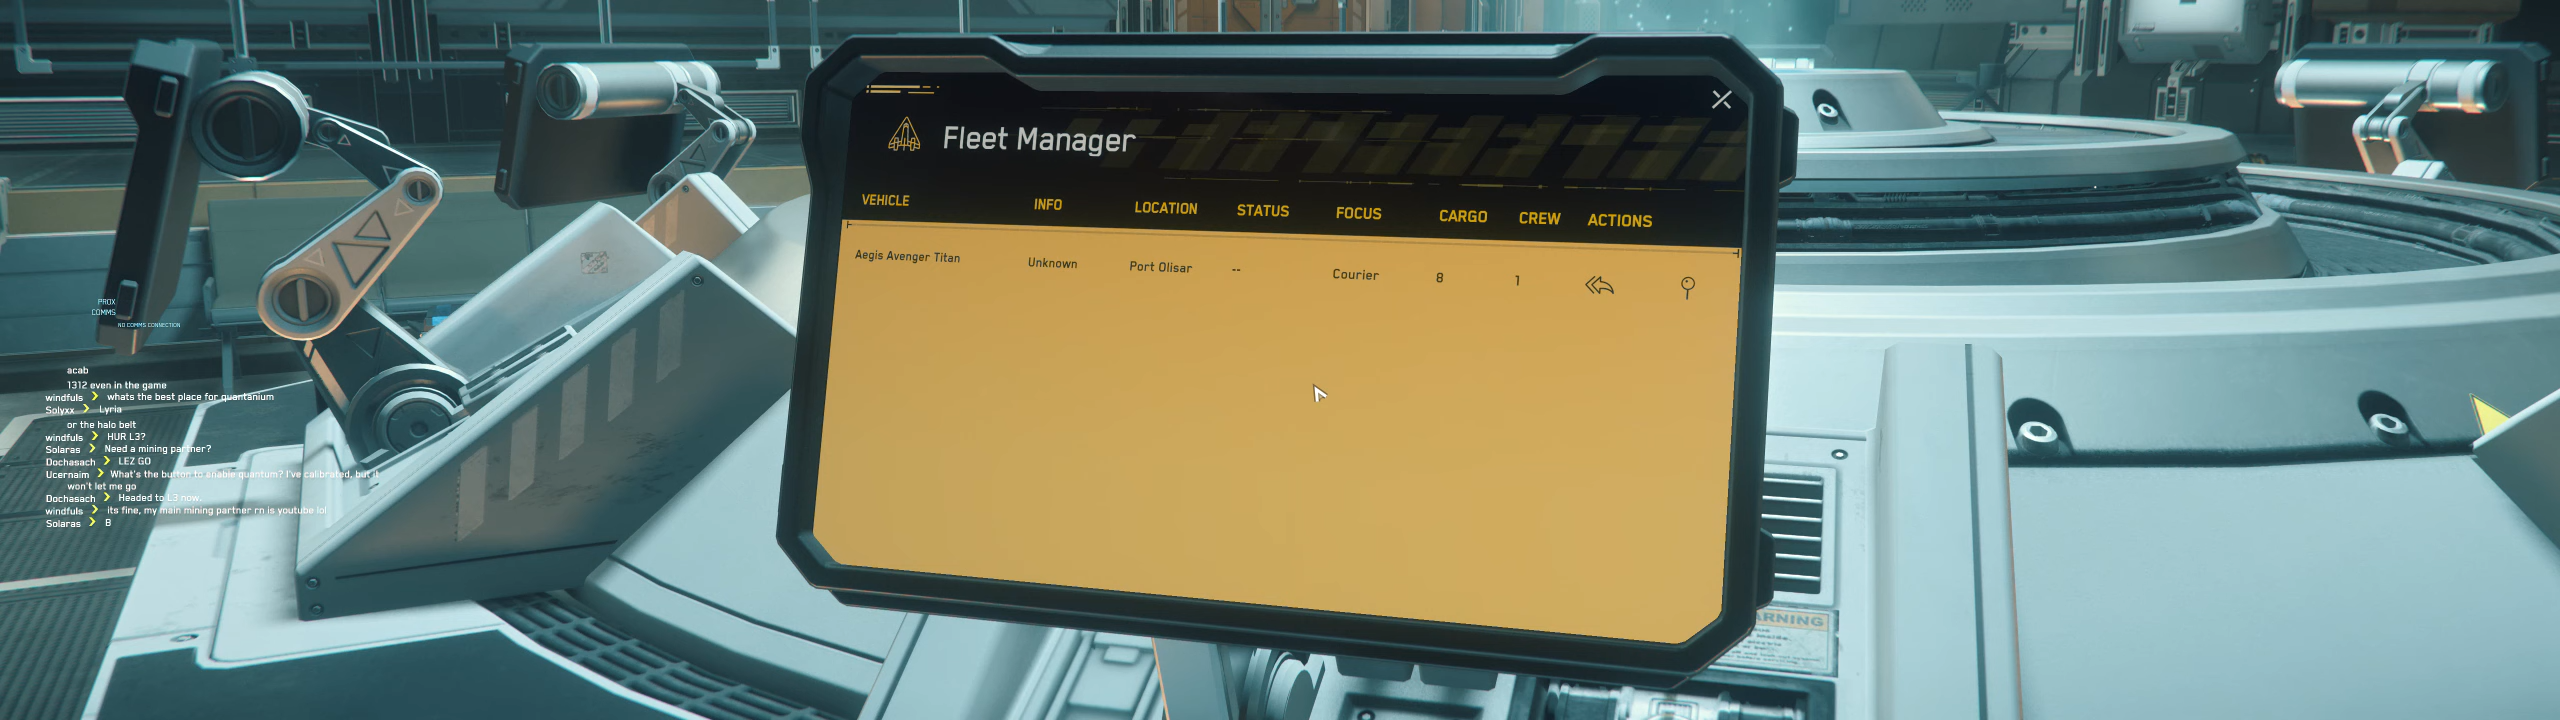 Fleet Manager
VEHICLE INFO LOCATION STATUS FOCUS CARGO CREW ACTIONS
Aegis Avenger Titan Unknown Port Olisar -- Courier 8 1
PROX
COMMS
NO COMMS CONNECTION
acab
1312 even in the game
windfuls > whats the best place for quantanium
Solyxx > Lyria
or the halo belt
windfuls > HUR L3?
Solaras > Need a mining partner?
Dochasach > LEZ GO
Ucernaim > What's the button to enable quantum? I've calibrated, but it
won't let me go
Dochasach > Headed to L3 now.
windfuls > its fine, my main mining partner rn is youtube lol
Solaras > B
WARNING